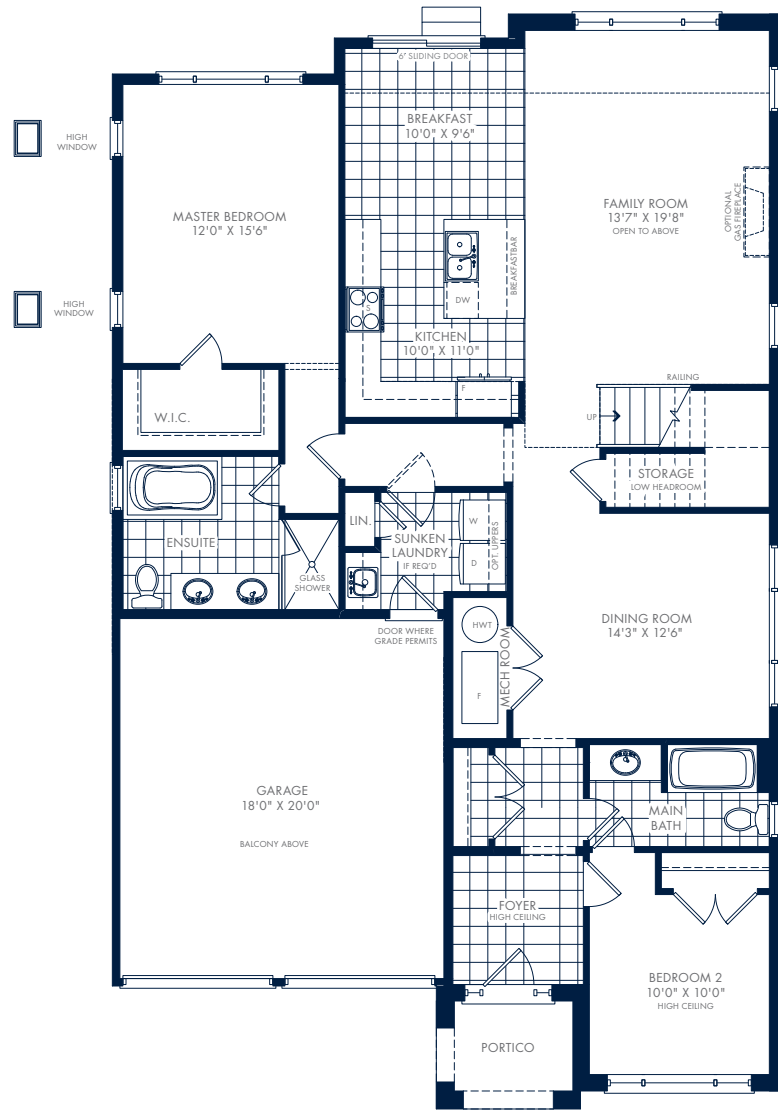 6' SLIDING DOOR
BREAKFAST
10'0" X 9'6"
HIGH
WINDOW
MASTER BEDROOM
12'0" X 15'6"
FAMILY ROOM
13'7" X 19'8"
OPEN TO ABOVE
OPTIONAL
GAS FIREPLACE
BREAKFASTBAR
DW
S
HIGH
WINDOW
KITCHEN
10'0" X 11'0"
F
RAILING
UP
W.I.C.
STORAGE
LOW HEADROOM
LIN.
W
SUNKEN
LAUNDRY
IF REQ'D
D
OPT. UPPERS
ENSUITE
GLASS
SHOWER
DOOR WHERE
GRADE PERMITS
HWT
MECH ROOM
F
DINING ROOM
14'3" X 12'6"
GARAGE
18'0" X 20'0"
BALCONY ABOVE
MAIN
BATH
FOYER
HIGH CEILING
BEDROOM 2
10'0" X 10'0"
HIGH CEILING
PORTICO